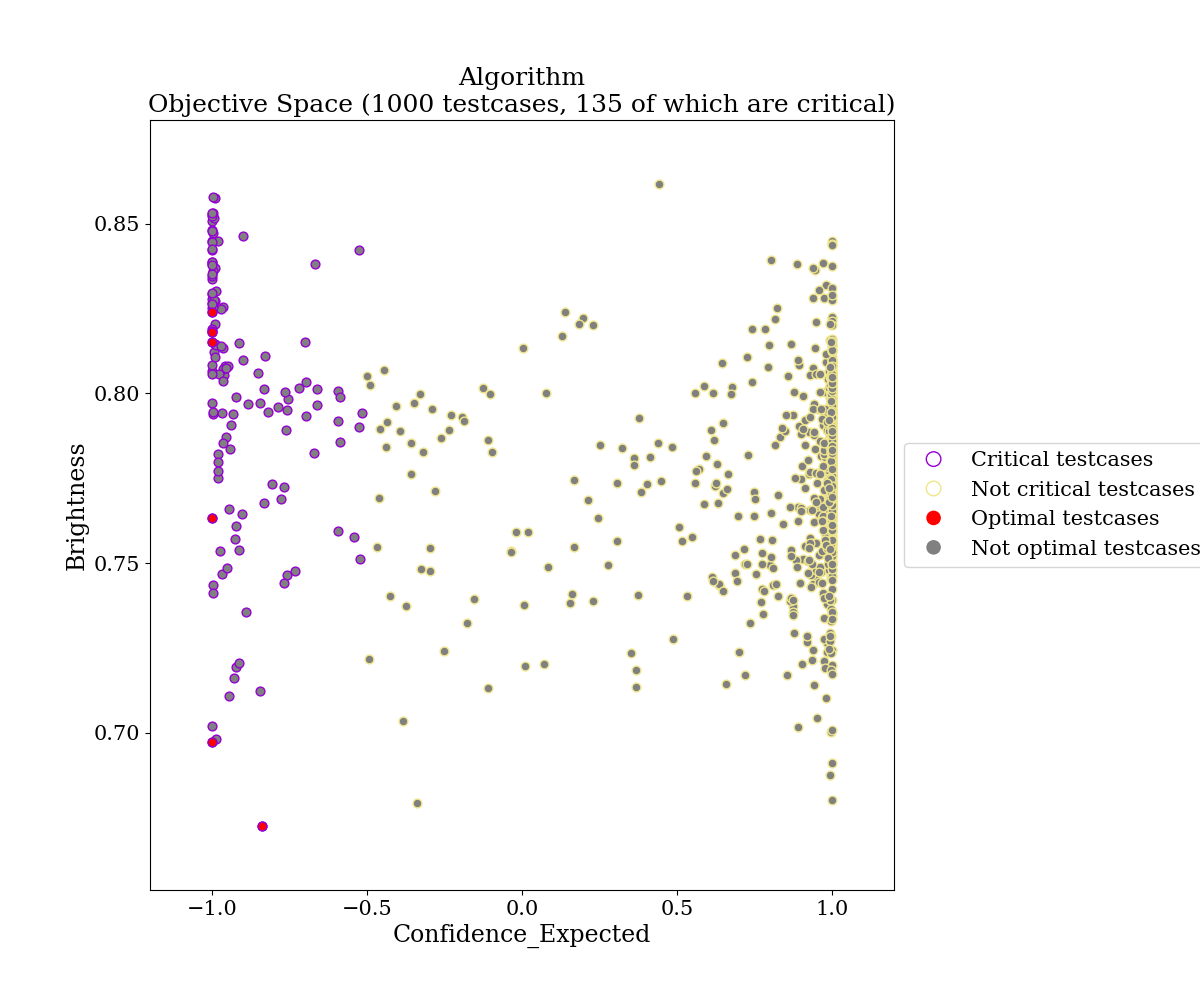 Algorithm
Objective Space (1000 testcases, 135 of which are critical)
0.85
0.80
0.75
0.70
Brightness
−1.0
−0.5
0.0
0.5
1.0
Confidence_Expected
Critical testcases
Not critical testcases
Optimal testcases
Not optimal testcases